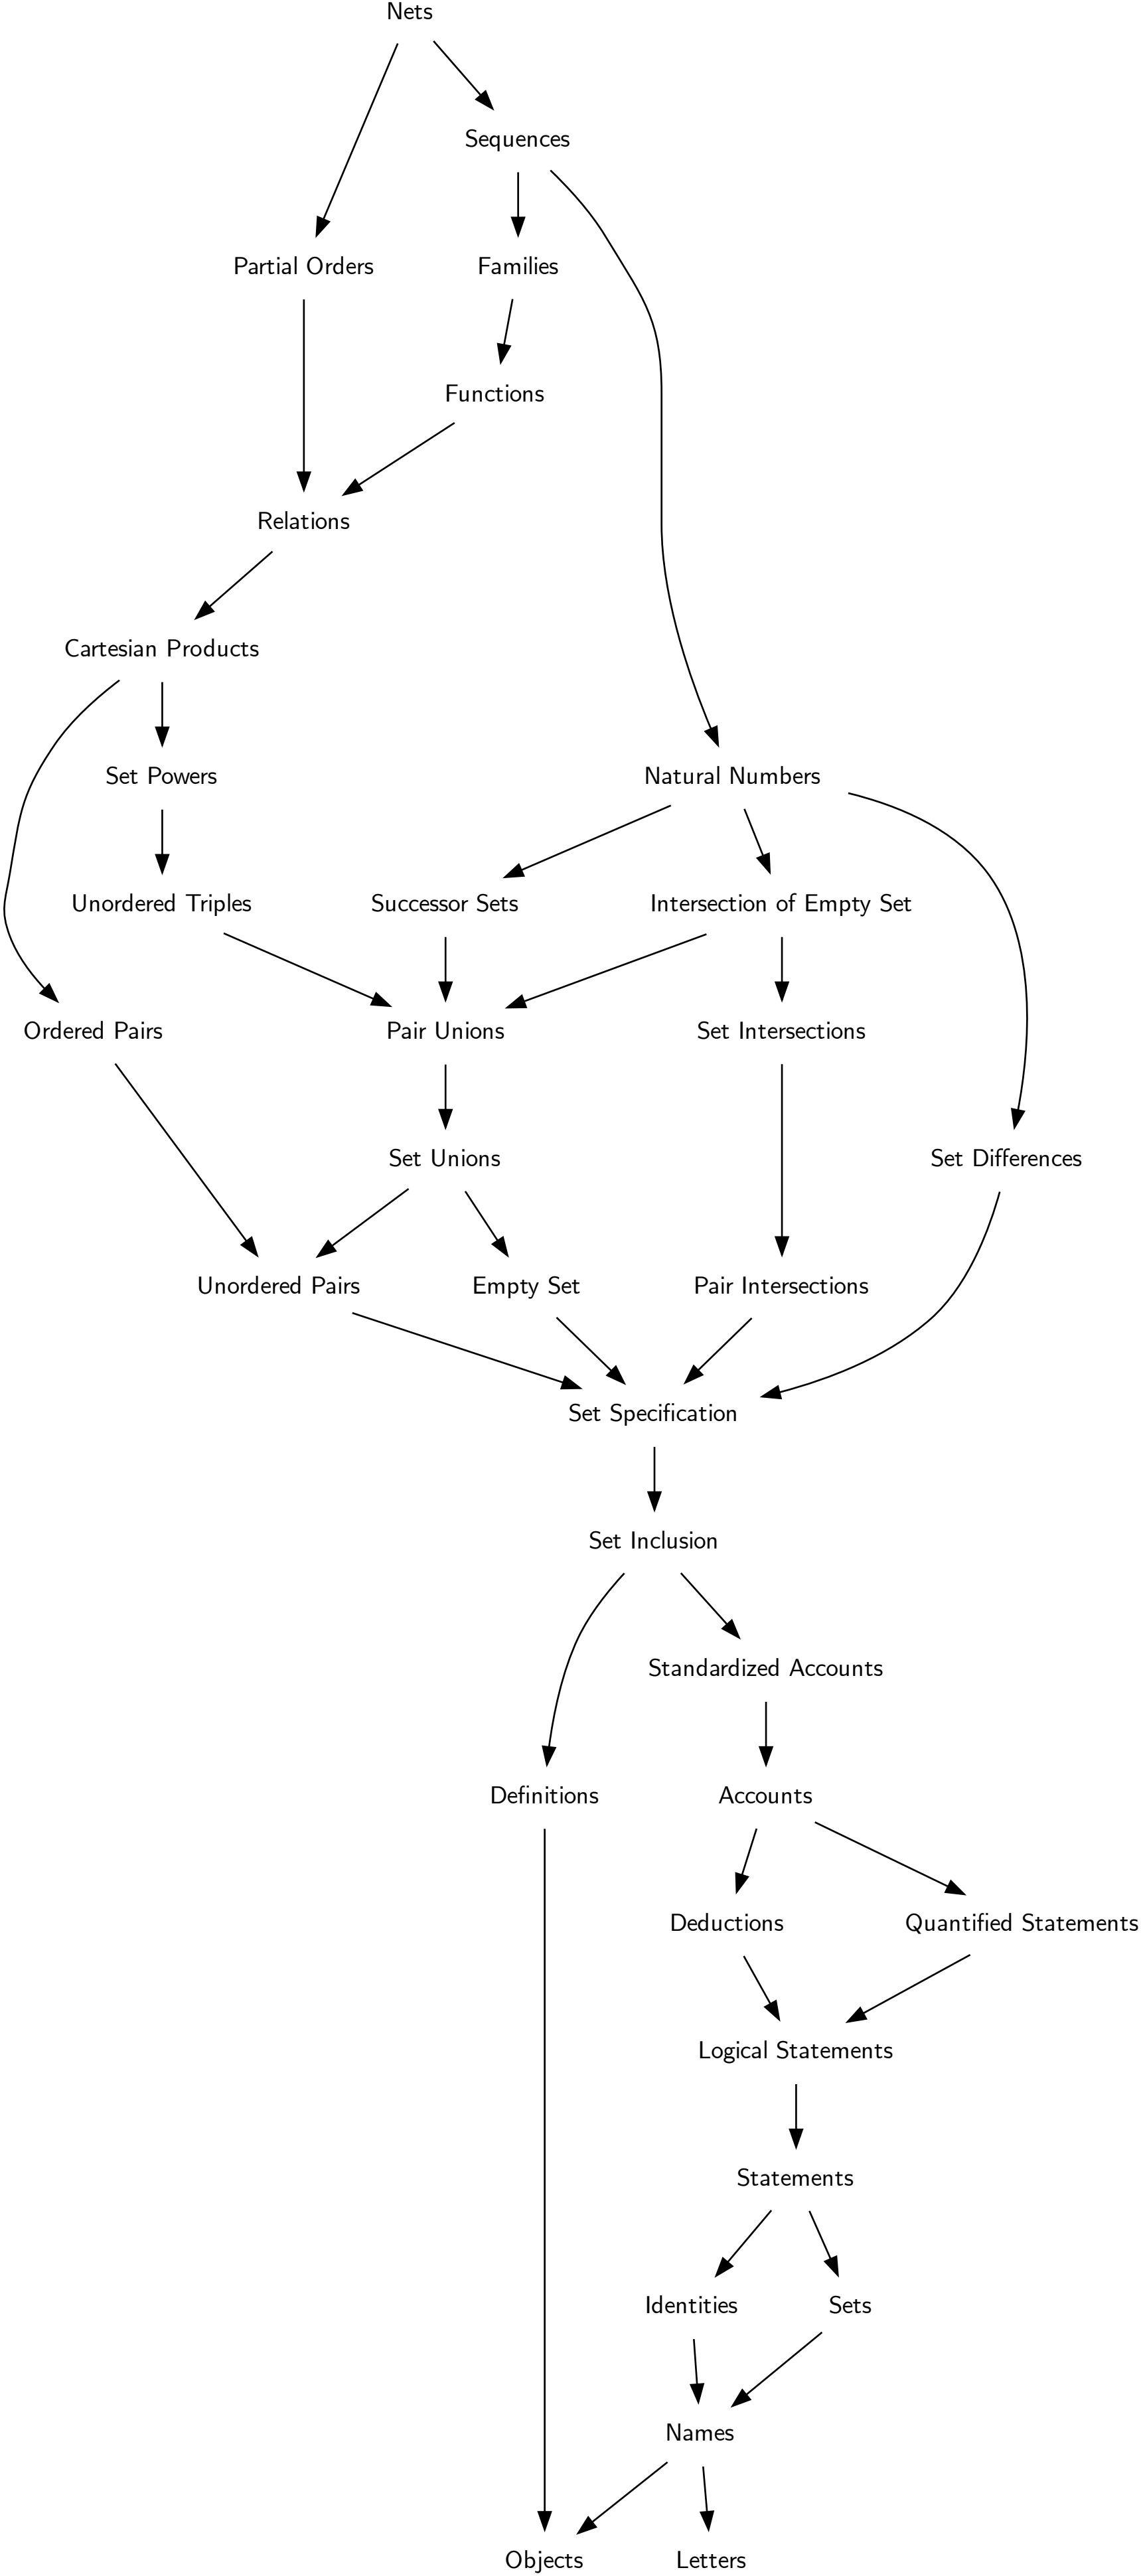 Nets
Sequences
Partial Orders
Families
Functions
Relations
Cartesian Products
Set Powers
Natural Numbers
Unordered Triples
Successor Sets
Intersection of Empty Set
Ordered Pairs
Pair Unions
Set Intersections
Set Unions
Set Differences
Unordered Pairs
Empty Set
Pair Intersections
Set Specification
Set Inclusion
Standardized Accounts
Definitions
Accounts
Deductions
Quantified Statements
Logical Statements
Statements
Identities
Sets
Names
Objects
Letters